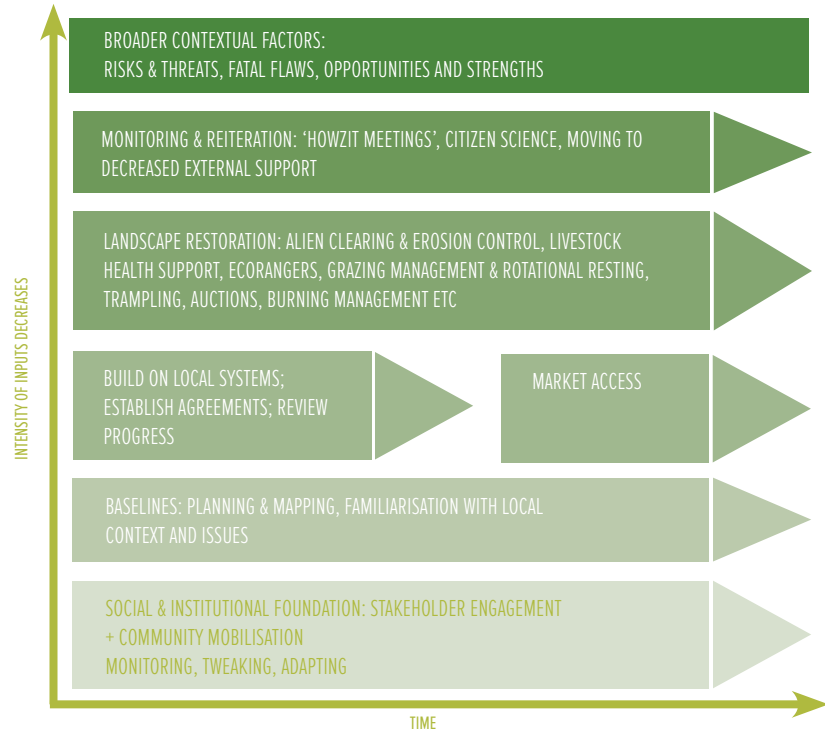 BROADER CONTEXTUAL FACTORS:
RISKS & THREATS, FATAL FLAWS, OPPORTUNITIES AND STRENGTHS
MONITORING & REITERATION: ‘HOWZIT MEETINGS’, CITIZEN SCIENCE, MOVING TO
DECREASED EXTERNAL SUPPORT
LANDSCAPE RESTORATION: ALIEN CLEARING & EROSION CONTROL, LIVESTOCK
HEALTH SUPPORT, ECORANGERS, GRAZING MANAGEMENT & ROTATIONAL RESTING,
TRAMPLING, AUCTIONS, BURNING MANAGEMENT ETC
BUILD ON LOCAL SYSTEMS;
ESTABLISH AGREEMENTS; REVIEW
PROGRESS
MARKET ACCESS
BASELINES: PLANNING & MAPPING, FAMILIARISATION WITH LOCAL
CONTEXT AND ISSUES
SOCIAL & INSTITUTIONAL FOUNDATION: STAKEHOLDER ENGAGEMENT
+ COMMUNITY MOBILISATION
MONITORING, TWEAKING, ADAPTING
INTENSITY OF INPUTS DECREASES
TIME